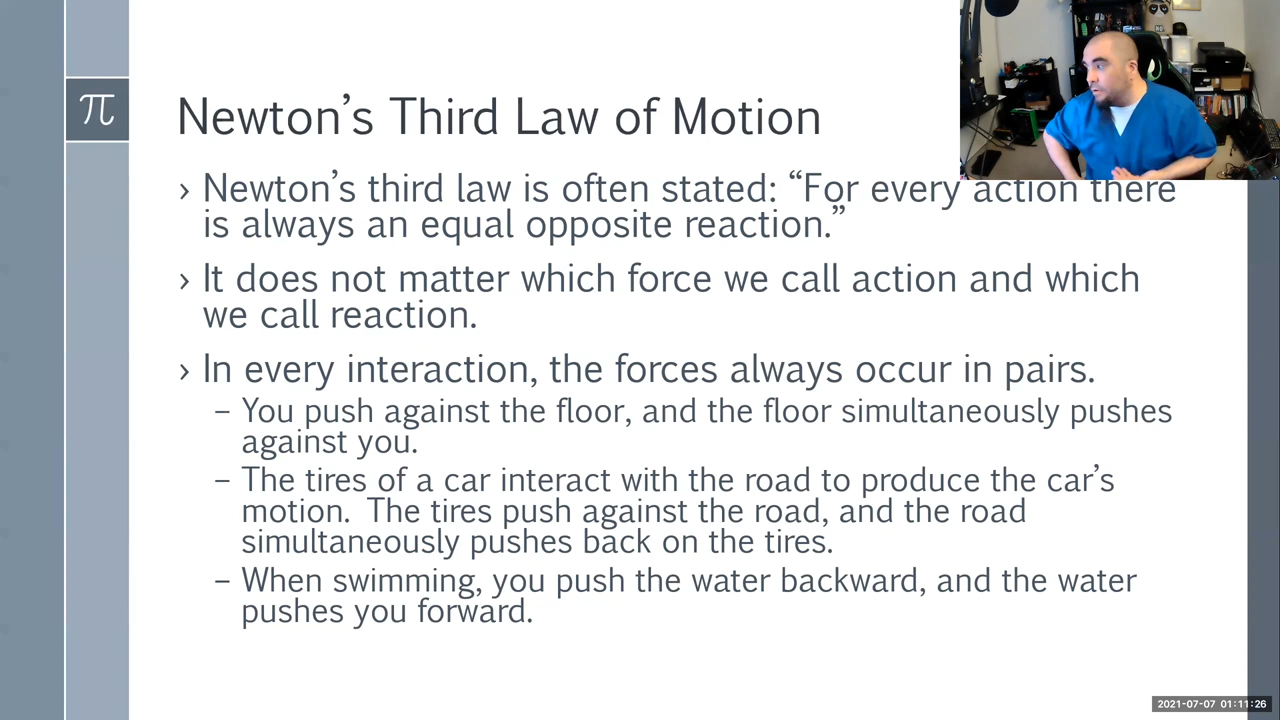 π
Newton’s Third Law of Motion
› Newton’s third law is often stated: “For every action there
is always an equal opposite reaction.”
› It does not matter which force we call action and which
we call reaction.
› In every interaction, the forces always occur in pairs.
– You push against the floor, and the floor simultaneously pushes
against you.
– The tires of a car interact with the road to produce the car’s
motion.  The tires push against the road, and the road
simultaneously pushes back on the tires.
– When swimming, you push the water backward, and the water
pushes you forward.
2021-07-07 01:11:26